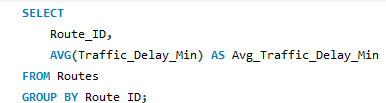 SELECT
Route_ID,
AVG(Traffic_Delay_Min) AS Avg_Traffic_Delay_Min
FROM Routes
GROUP BY Route ID;